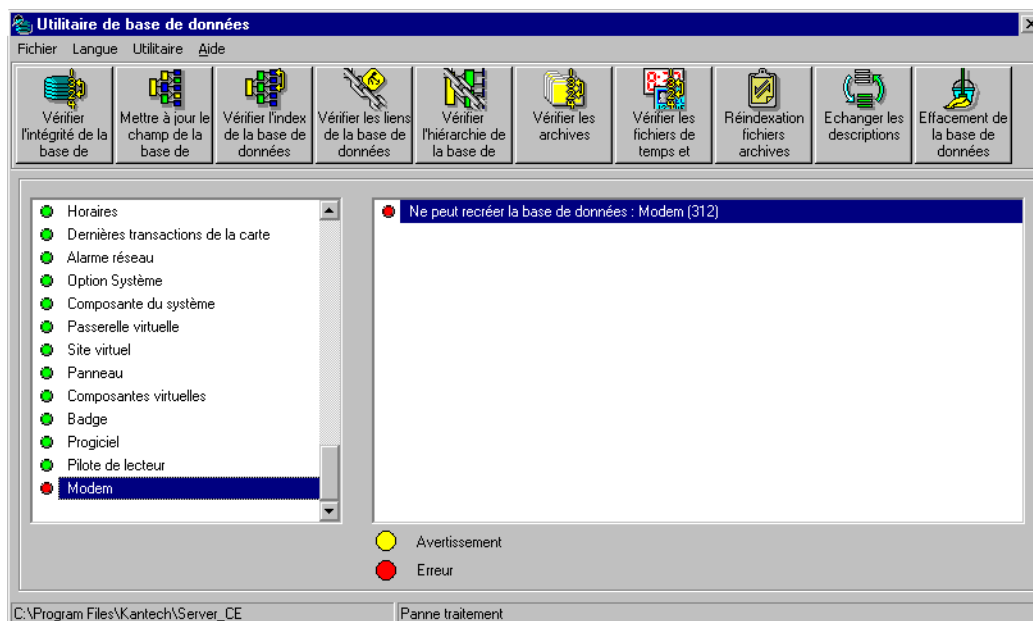 Utilitaire de base de données
Fichier Langue Utilitaire Aide
Vérifier l'intégrité de la base de
Mettre à jour le champ de la base de
Vérifier l'index de la base de données
Vérifier les liens de la base de données
Vérifier l'hiérarchie de la base de
Vérifier les archives
Vérifier les fichiers de temps et
Réindexation fichiers archives
Echanger les descriptions
Effacement de la base de données
Horaires
Dernières transactions de la carte
Alarme réseau
Option Système
Composante du système
Passerelle virtuelle
Site virtuel
Panneau
Composantes virtuelles
Badge
Progiciel
Pilote de lecteur
Modem
Ne peut recréer la base de données : Modem (312)
Avertissement
Erreur
C:\Program Files\Kantech\Server_CE
Panne traitement